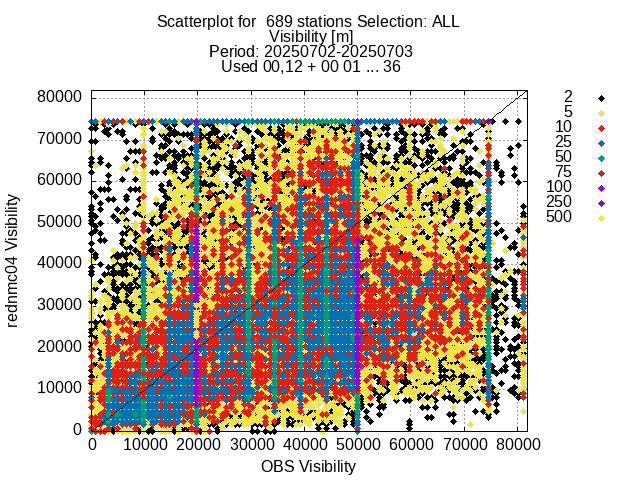 Scatterplot for  689 stations Selection: ALL
Visibility [m]
Period: 20250702-20250703
Used 00,12 + 00 01 ... 36
80000
70000
60000
50000
40000
30000
20000
10000
0
rednmc04 Visibility
0 10000 20000 30000 40000 50000 60000 70000 80000
OBS Visibility
2
5
10
25
50
75
100
250
500